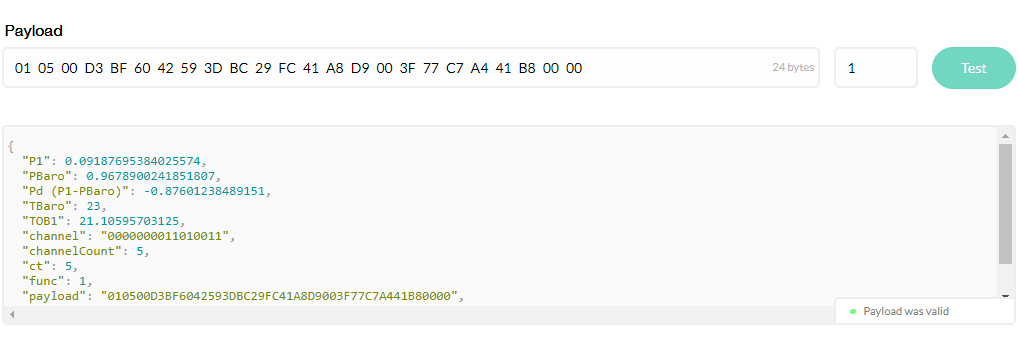 Payload
01 05 00 D3 BF 60 42 59 3D BC 29 FC 41 A8 D9 00 3F 77 C7 A4 41 B8 00 00 24 bytes 1 Test
{
"P1": 0.09187695384025574,
"PBaro": 0.9678900241851807,
"Pd (P1-PBaro)": -0.87601238489151,
"TBaro": 23,
"TOB1": 21.10595703125,
"channel": "0000000011010011",
"channelCount": 5,
"ct": 5,
"func": 1,
"payload": "010500D3BF6042593DBC29FC41A8D9003F77C7A441B80000",
Payload was valid